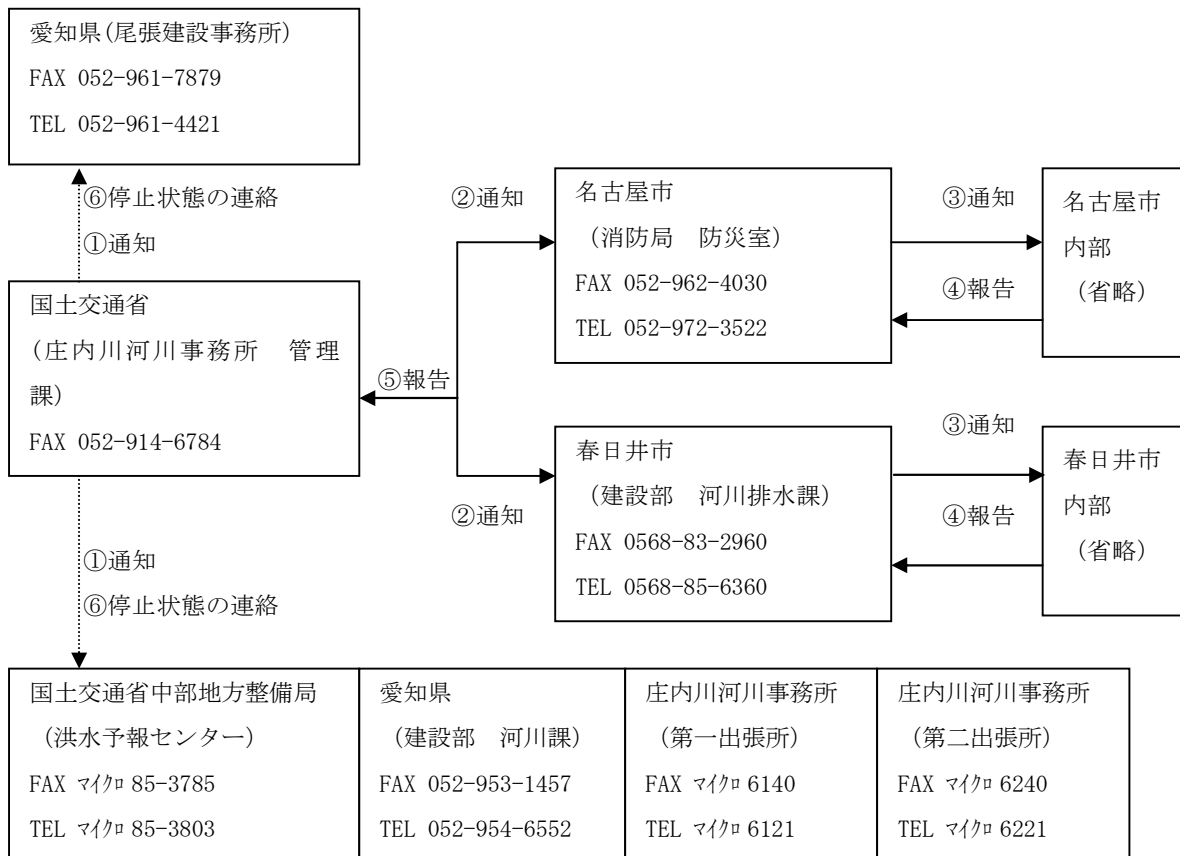 愛知県(尾張建設事務所)
FAX 052-961-7879
TEL 052-961-4421
⑥停止状態の連絡
①通知
国土交通省
(庄内川河川事務所　管理
課)
FAX 052-914-6784
⑤報告
②通知
②通知
名古屋市
(消防局　防災室)
FAX 052-962-4030
TEL 052-972-3522
③通知
④報告
名古屋市
内部
(省略)
春日井市
(建設部　河川排水課)
FAX 0568-83-2960
TEL 0568-85-6360
③通知
④報告
春日井市
内部
(省略)
①通知
⑥停止状態の連絡
国土交通省中部地方整備局
(洪水予報センター)
FAX ﾏｲｸﾛ 85-3785
TEL ﾏｲｸﾛ 85-3803
愛知県
(建設部　河川課)
FAX 052-953-1457
TEL 052-954-6552
庄内川河川事務所
(第一出張所)
FAX ﾏｲｸﾛ 6140
TEL ﾏｲｸﾛ 6121
庄内川河川事務所
(第二出張所)
FAX ﾏｲｸﾛ 6240
TEL ﾏｲｸﾛ 6221